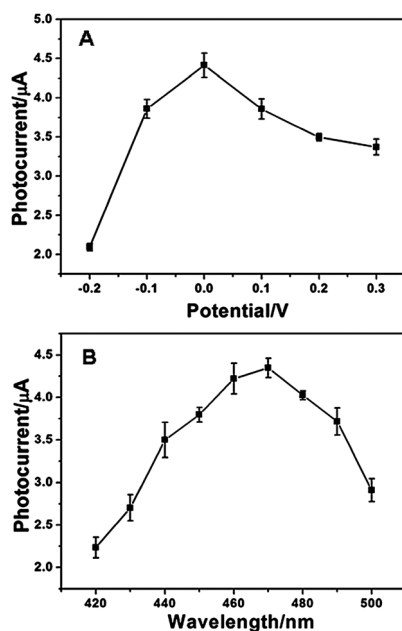 A
5.0
4.5
4.0
3.5
3.0
2.5
2.0
Photocurrent/μA
-0.2 -0.1 0.0 0.1 0.2 0.3
Potential/V
B
4.5
4.0
3.5
3.0
2.5
2.0
Photocurrent/μA
420 440 460 480 500
Wavelength/nm